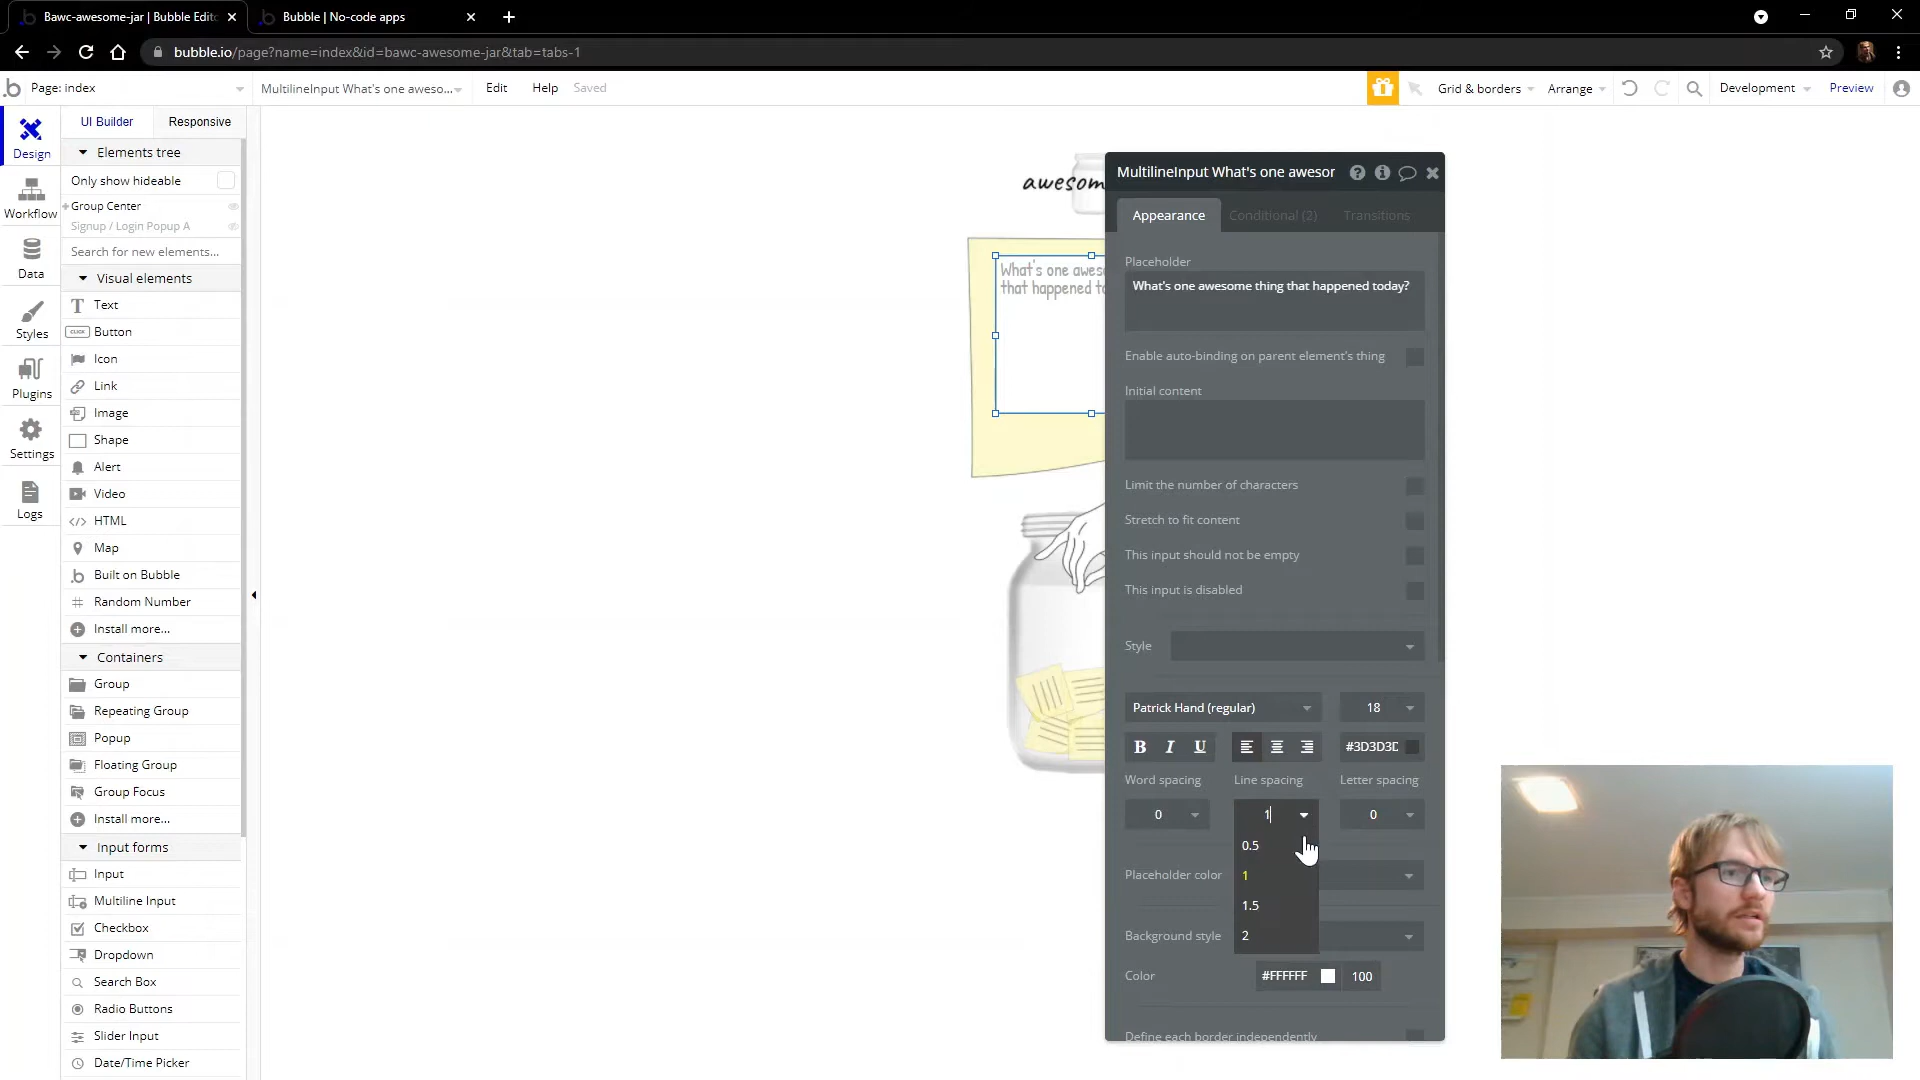 Bawc-awesome-jar | Bubble Edito
Bubble | No-code apps
bubble.io/page?name=index&id=bawc-awesome-jar&tab=tabs-1
Page: index
MultilineInput What's one aweso...
Edit
Help
Saved
Grid & borders
Arrange
Development
Preview
Design
Workflow
Data
Styles
Plugins
Settings
Logs
UI Builder
Responsive
Elements tree
Only show hideable
Group Center
Signup / Login Popup A
Search for new elements...
Visual elements
Text
CLICK Button
Icon
Link
Image
Shape
Alert
Video
HTML
Map
Built on Bubble
Random Number
Install more...
Containers
Group
Repeating Group
Popup
Floating Group
Group Focus
Install more...
Input forms
Input
Multiline Input
Checkbox
Dropdown
Search Box
Radio Buttons
Slider Input
Date/Time Picker
awesom
What's one awes
that happened to
MultilineInput What's one awesor
Appearance
Conditional (2)
Transitions
Placeholder
What's one awesome thing that happened today?
Enable auto-binding on parent element's thing
Initial content
Limit the number of characters
Stretch to fit content
This input should not be empty
This input is disabled
Style
Patrick Hand (regular)
18
B I U
#3D3D3D
Word spacing
Line spacing
Letter spacing
0
1
0
0.5
1
1.5
2
Placeholder color
Background style
Color
#FFFFFF
100
Define each border independently